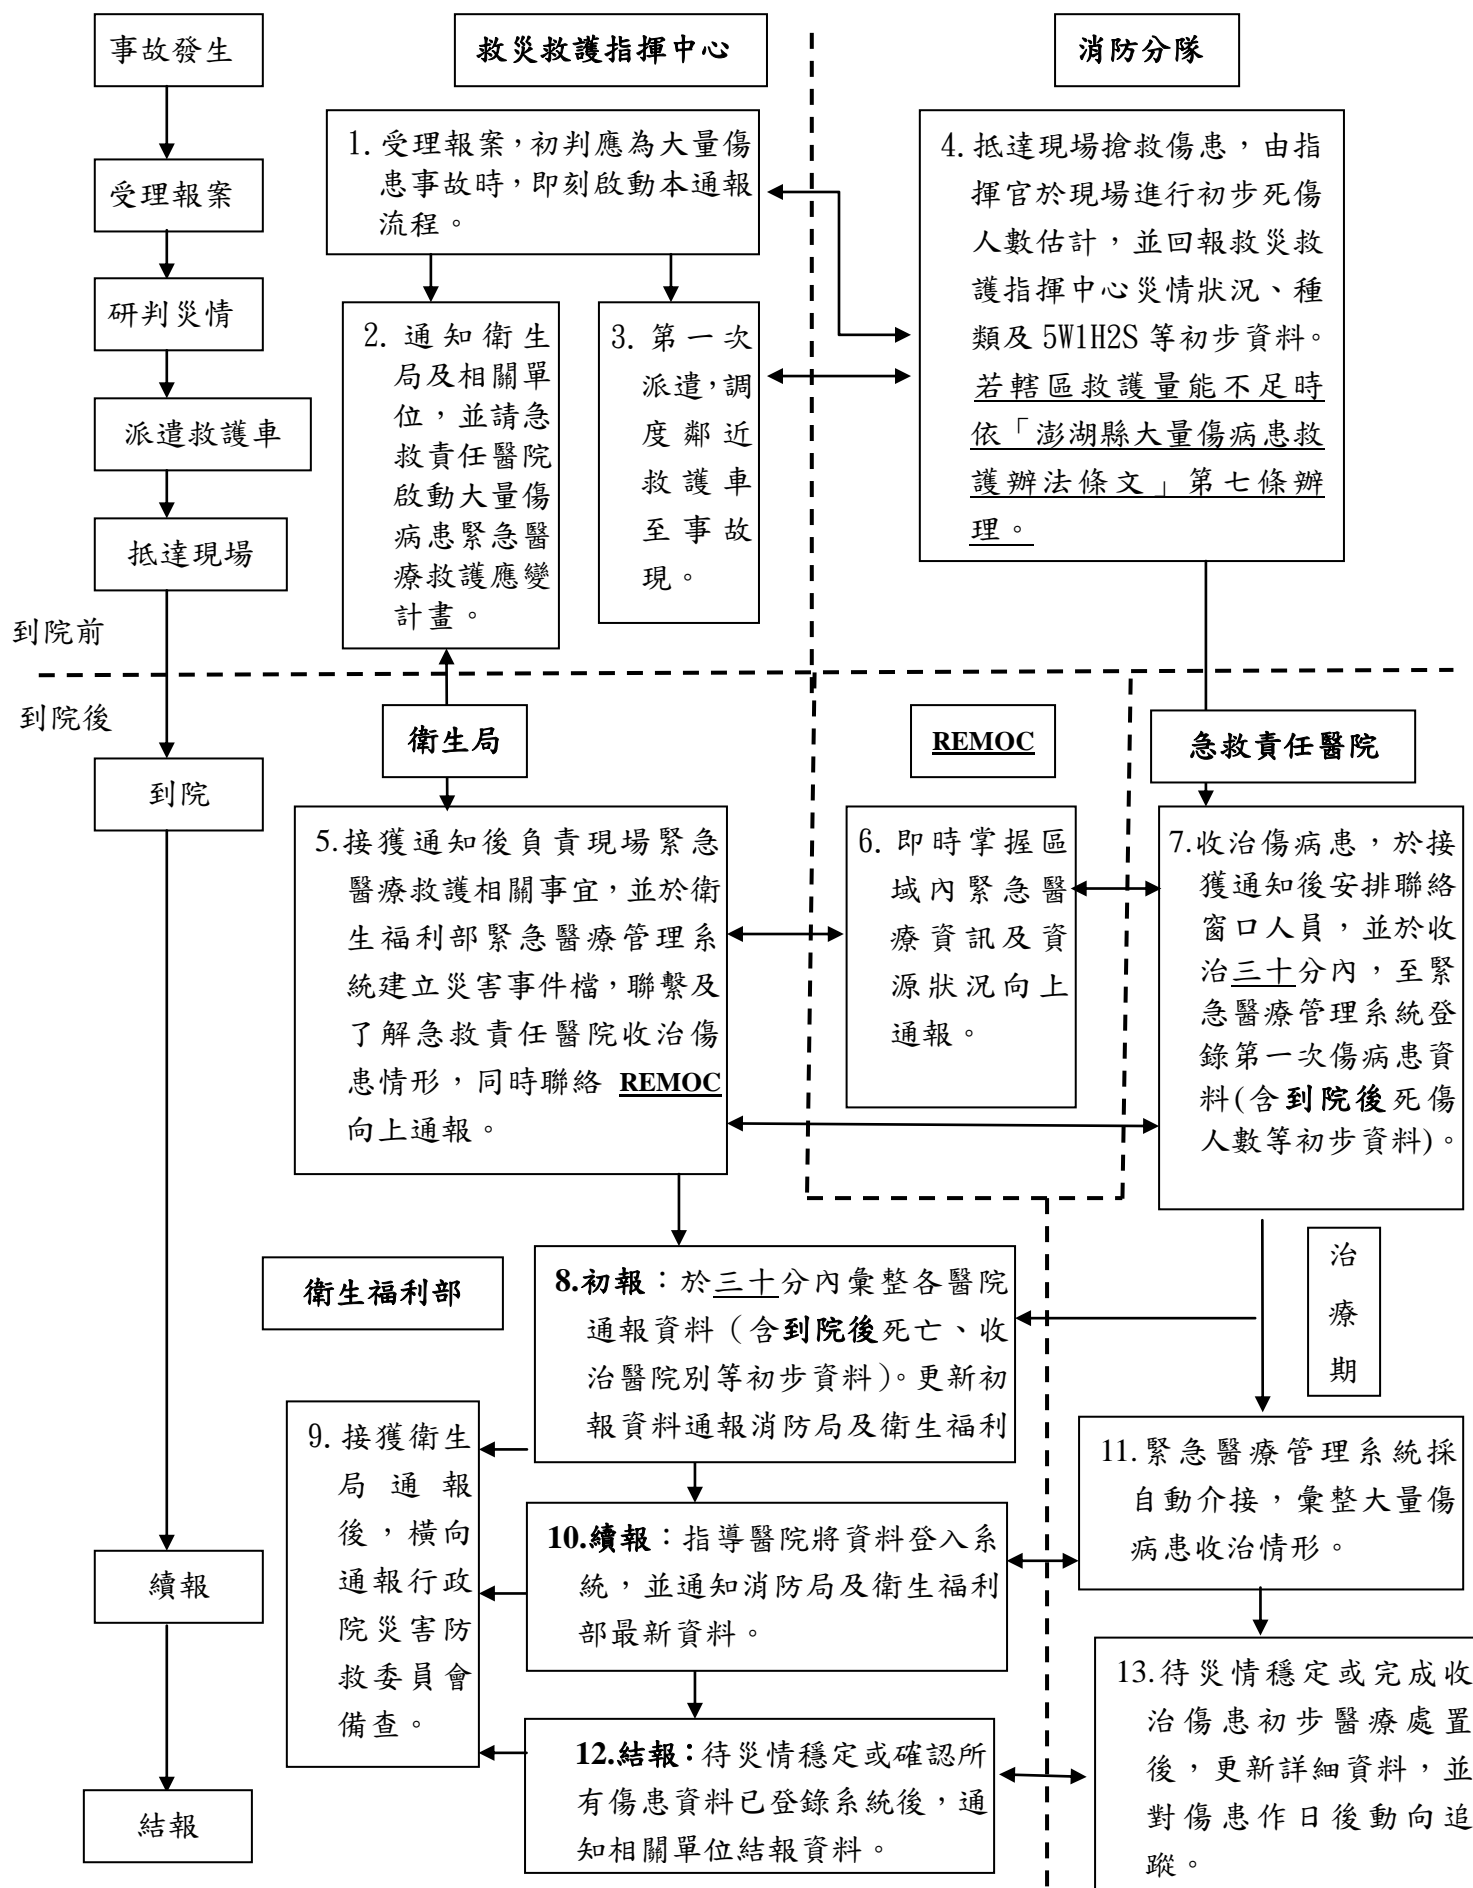 事故發生
受理報案
研判災情
派遣救護車
抵達現場
到院前
到院後
到院
續報
結報
救災救護指揮中心
1. 受理報案，初判應為大量傷
患事故時，即刻啟動本通報
流程。
2. 通知衛生
局及相關單
位，並請急
救責任醫院
啟動大量傷
病患緊急醫
療救護應變
計畫。
3. 第一次
派遣，調
度鄰近
救護車
至事故
現。
消防分隊
4. 抵達現場搶救傷患，由指
揮官於現場進行初步死傷
人數估計，並回報救災救
護指揮中心災情狀況、種
類及 5W1H2S 等初步資料。
若轄區救護量能不足時
依「澎湖縣大量傷病患救
護辦法條文」第七條辦
理。
衛生局
5.接獲通知後負責現場緊急
醫療救護相關事宜，並於衛
生福利部緊急醫療管理系
統建立災害事件檔，聯繫及
了解急救責任醫院收治傷
患情形，同時聯絡 REMOC
向上通報。
REMOC
6. 即時掌握區
域內緊急醫
療資訊及資
源狀況向上
通報。
急救責任醫院
7.收治傷病患，於接
獲通知後安排聯絡
窗口人員，並於收
治三十分內，至緊
急醫療管理系統登
錄第一次傷病患資
料(含到院後死傷
人數等初步資料)。
治
療
期
衛生福利部
8.初報：於三十分內彙整各醫院
通報資料（含到院後死亡、收
治醫院別等初步資料）。更新初
報資料通報消防局及衛生福利
9. 接獲衛生
局通報
後，橫向
通報行政
院災害防
救委員會
備查。
10.續報：指導醫院將資料登入系
統，並通知消防局及衛生福利
部最新資料。
11.緊急醫療管理系統採
自動介接，彙整大量傷
病患收治情形。
12.結報：待災情穩定或確認所
有傷患資料已登錄系統後，通
知相關單位結報資料。
13.待災情穩定或完成收
治傷患初步醫療處置
後，更新詳細資料，並
對傷患作日後動向追
蹤。